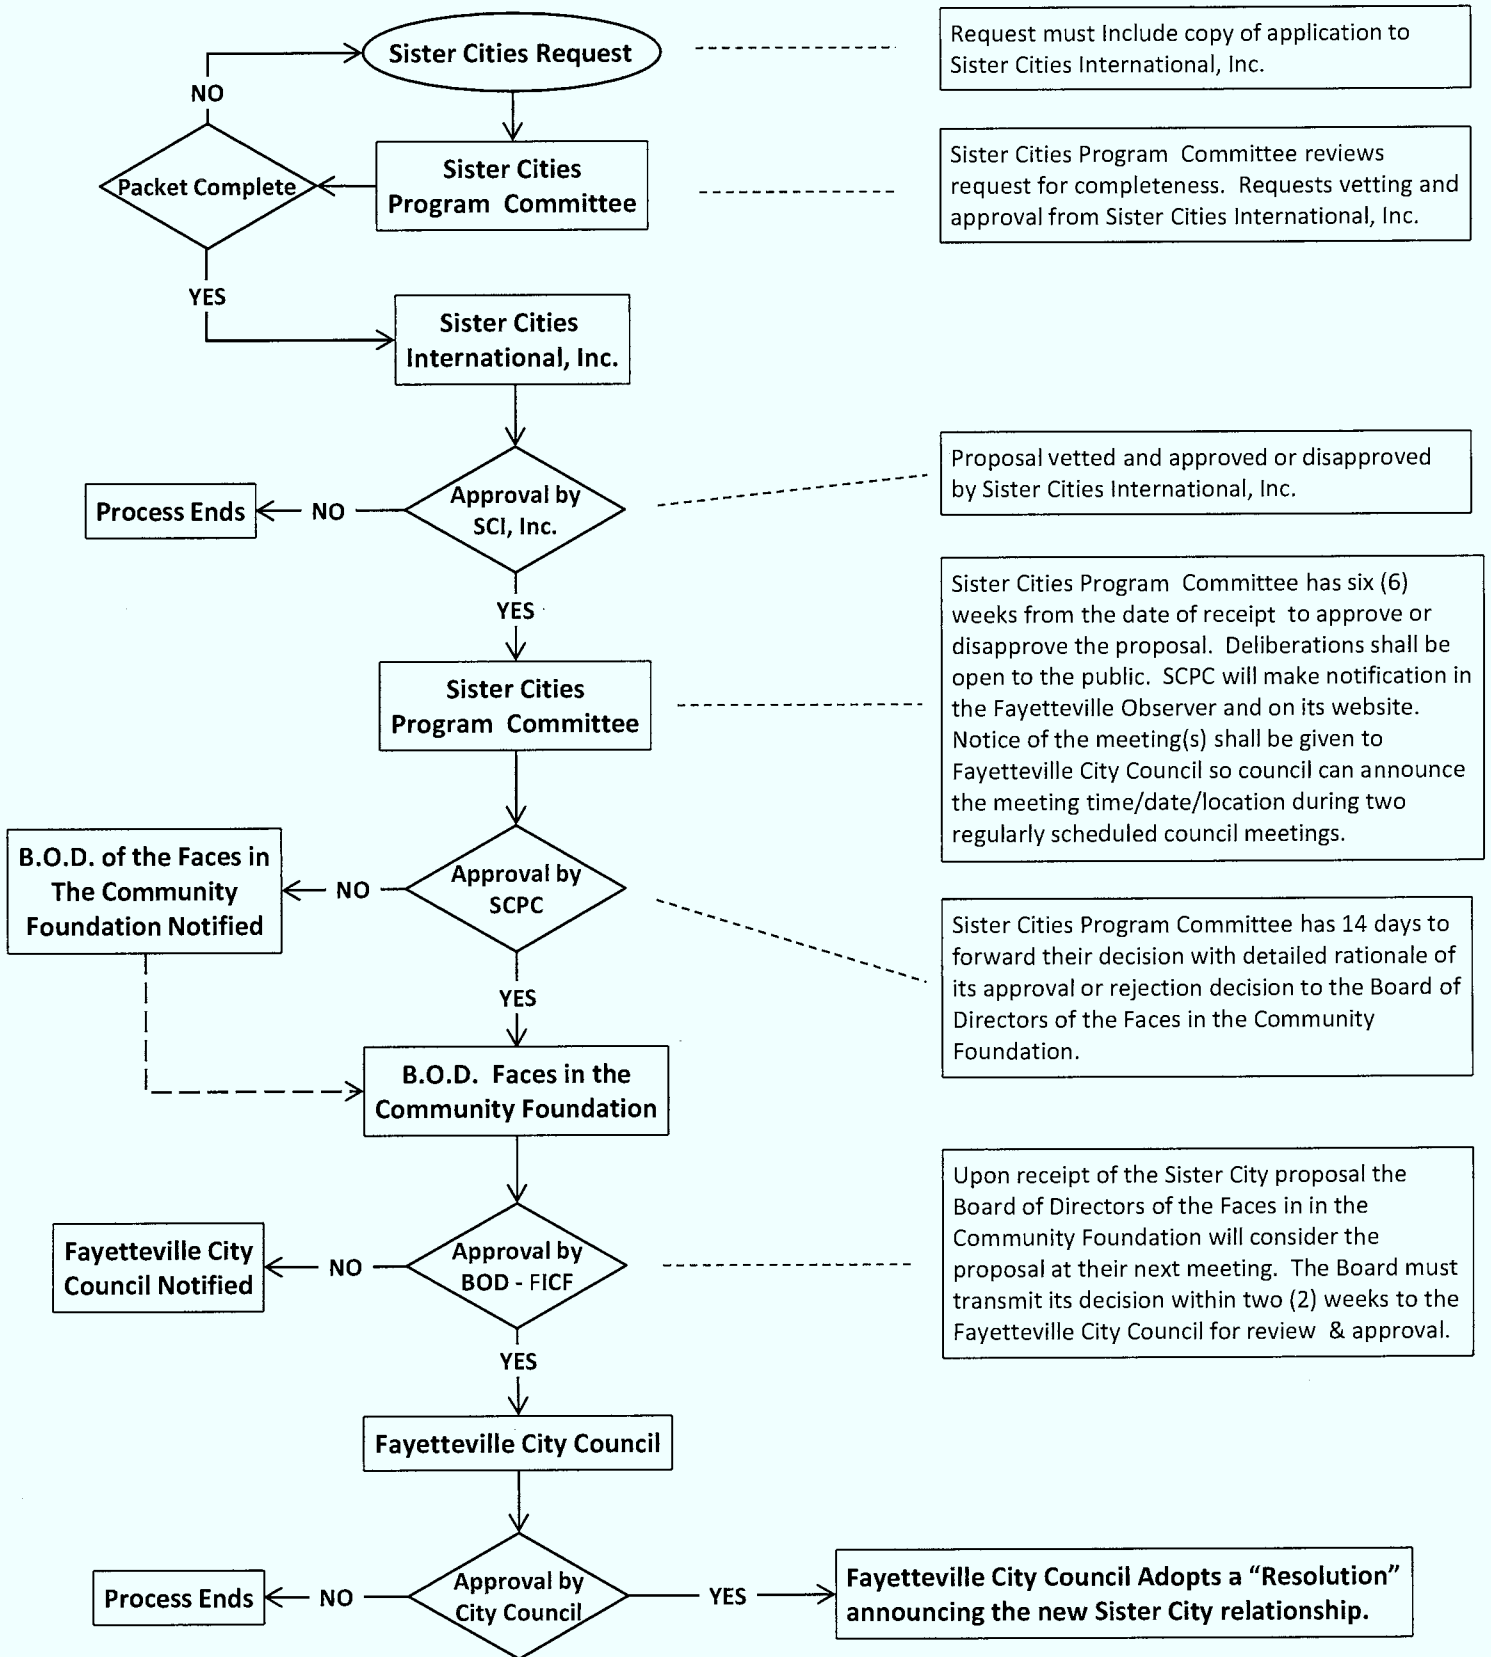 Sister Cities Request
Request must Include copy of application to
Sister Cities International, Inc.
NO
Packet Complete
Sister Cities
Program Committee
Sister Cities Program Committee reviews
request for completeness. Requests vetting and
approval from Sister Cities International, Inc.
YES
Sister Cities
International, Inc.
Approval by
SCI, Inc.
NO
Process Ends
Proposal vetted and approved or disapproved
by Sister Cities International, Inc.
YES
Sister Cities
Program Committee
Sister Cities Program Committee has six (6)
weeks from the date of receipt to approve or
disapprove the proposal. Deliberations shall be
open to the public. SCPC will make notification in
the Fayetteville Observer and on its website.
Notice of the meeting(s) shall be given to
Fayetteville City Council so council can announce
the meeting time/date/location during two
regularly scheduled council meetings.
Approval by
SCPC
NO
B.O.D. of the Faces in
The Community
Foundation Notified
Sister Cities Program Committee has 14 days to
forward their decision with detailed rationale of
its approval or rejection decision to the Board of
Directors of the Faces in the Community
Foundation.
YES
B.O.D. Faces in the
Community Foundation
Approval by
BOD - FICF
NO
Fayetteville City
Council Notified
Upon receipt of the Sister City proposal the
Board of Directors of the Faces in in the
Community Foundation will consider the
proposal at their next meeting. The Board must
transmit its decision within two (2) weeks to the
Fayetteville City Council for review & approval.
YES
Fayetteville City Council
Approval by
City Council
NO
Process Ends
YES
Fayetteville City Council Adopts a “Resolution”
announcing the new Sister City relationship.